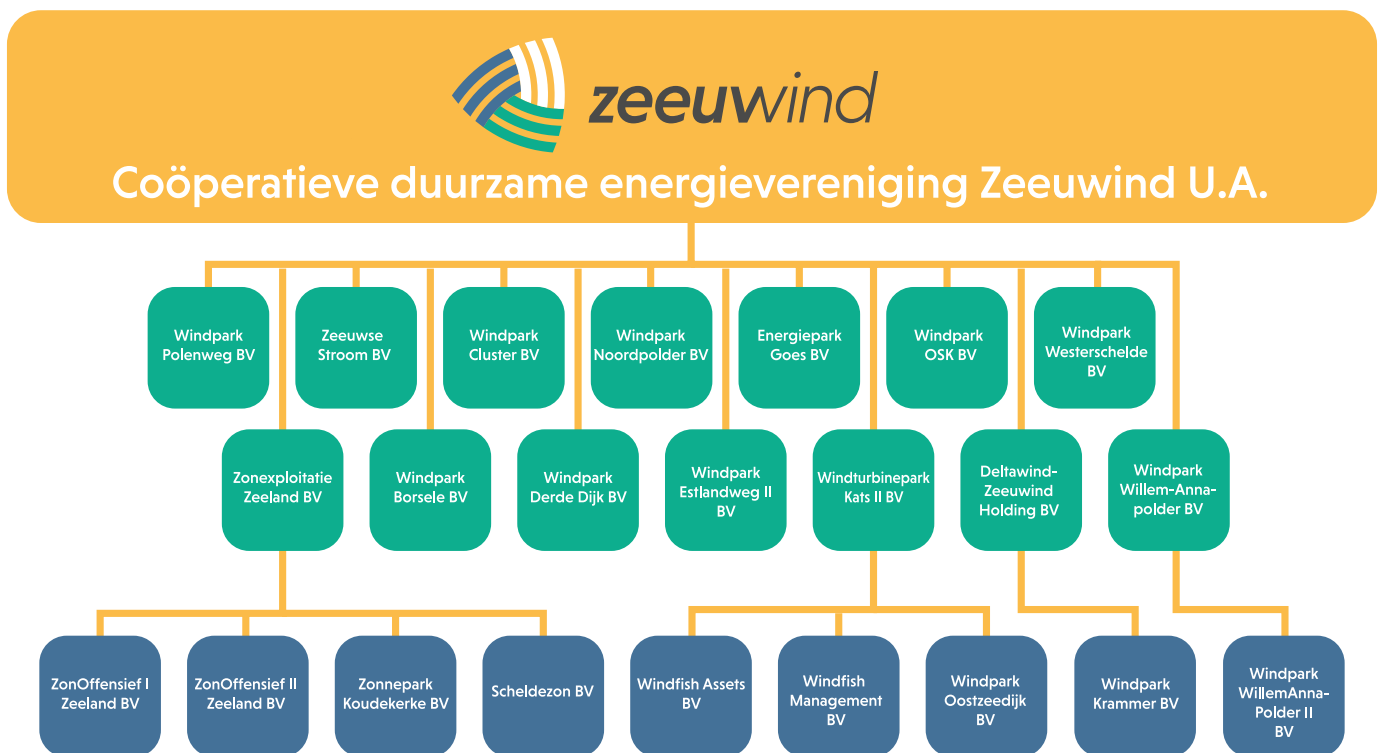 zeeuwind
Coöperatieve duurzame energievereniging Zeeuwind U.A.
Windpark
Polenweg BV
Zeeuwse
Stroom BV
Windpark
Cluster BV
Windpark
Noordpolder BV
Energiepark
Goes BV
Windpark
OSK BV
Windpark
Westerschelde
BV
Zonexploitatie
Zeeland BV
Windpark
Borsele BV
Windpark
Derde Dijk BV
Windpark
Estlandweg II
BV
Windturbinepark
Kats II BV
Deltawind-
Zeeuwind
Holding BV
Windpark
Willem-Anna-
polder BV
ZonOffensief I
Zeeland BV
ZonOffensief II
Zeeland BV
Zonnepark
Koudekerke BV
Scheldezon BV
Windfish Assets
BV
Windfish
Management
BV
Windpark
Oostzeedijk
BV
Windpark
Krammer BV
Windpark
WillemAnna-
Polder II
BV